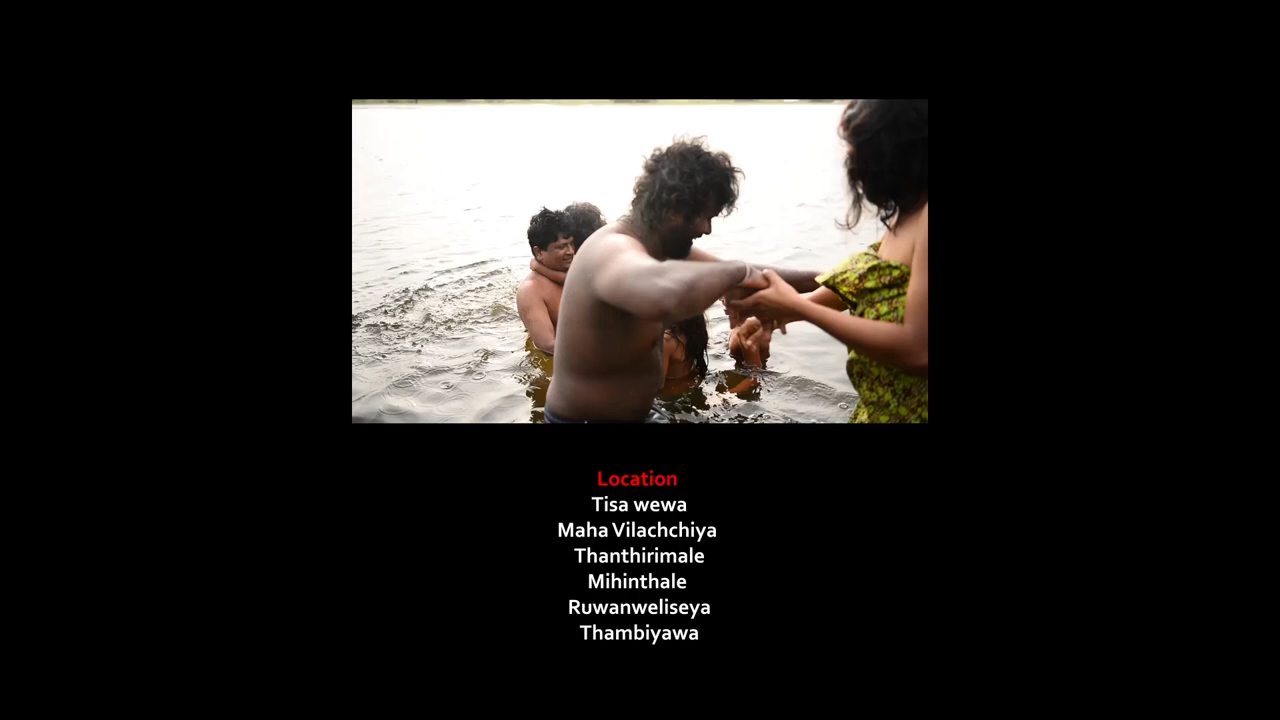 Location
Tisa wewa
Maha Vilachchiya
Thanthirimale
Mihinthale
Ruwanweliseya
Thambiyawa